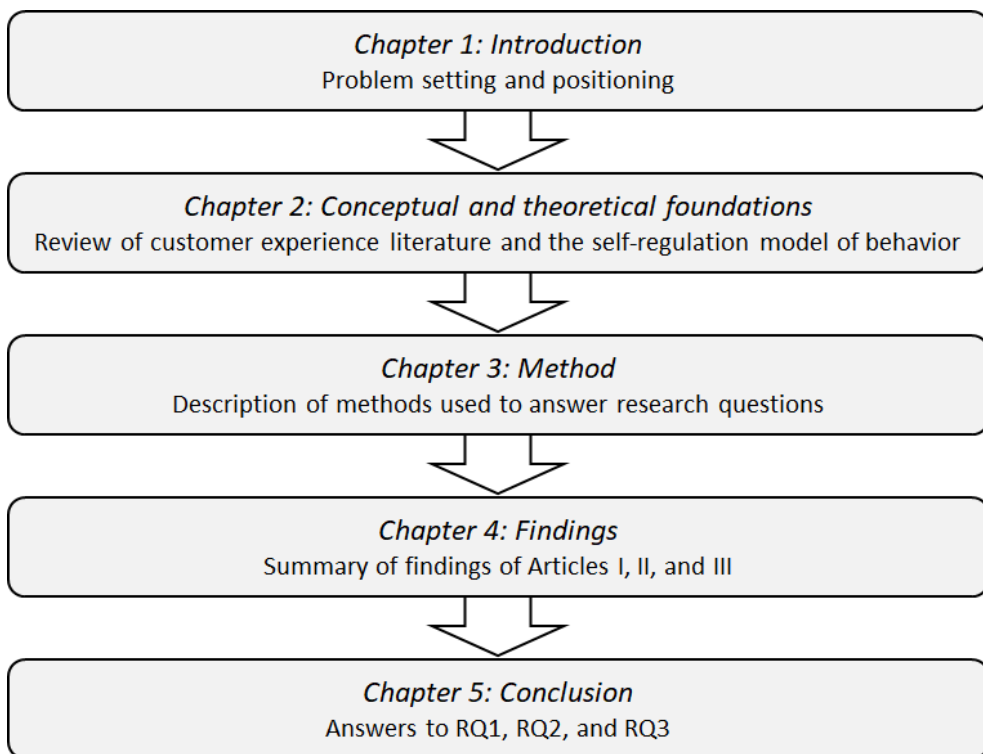 Chapter 1: Introduction
Problem setting and positioning
Chapter 2: Conceptual and theoretical foundations
Review of customer experience literature and the self-regulation model of behavior
Chapter 3: Method
Description of methods used to answer research questions
Chapter 4: Findings
Summary of findings of Articles I, II, and III
Chapter 5: Conclusion
Answers to RQ1, RQ2, and RQ3